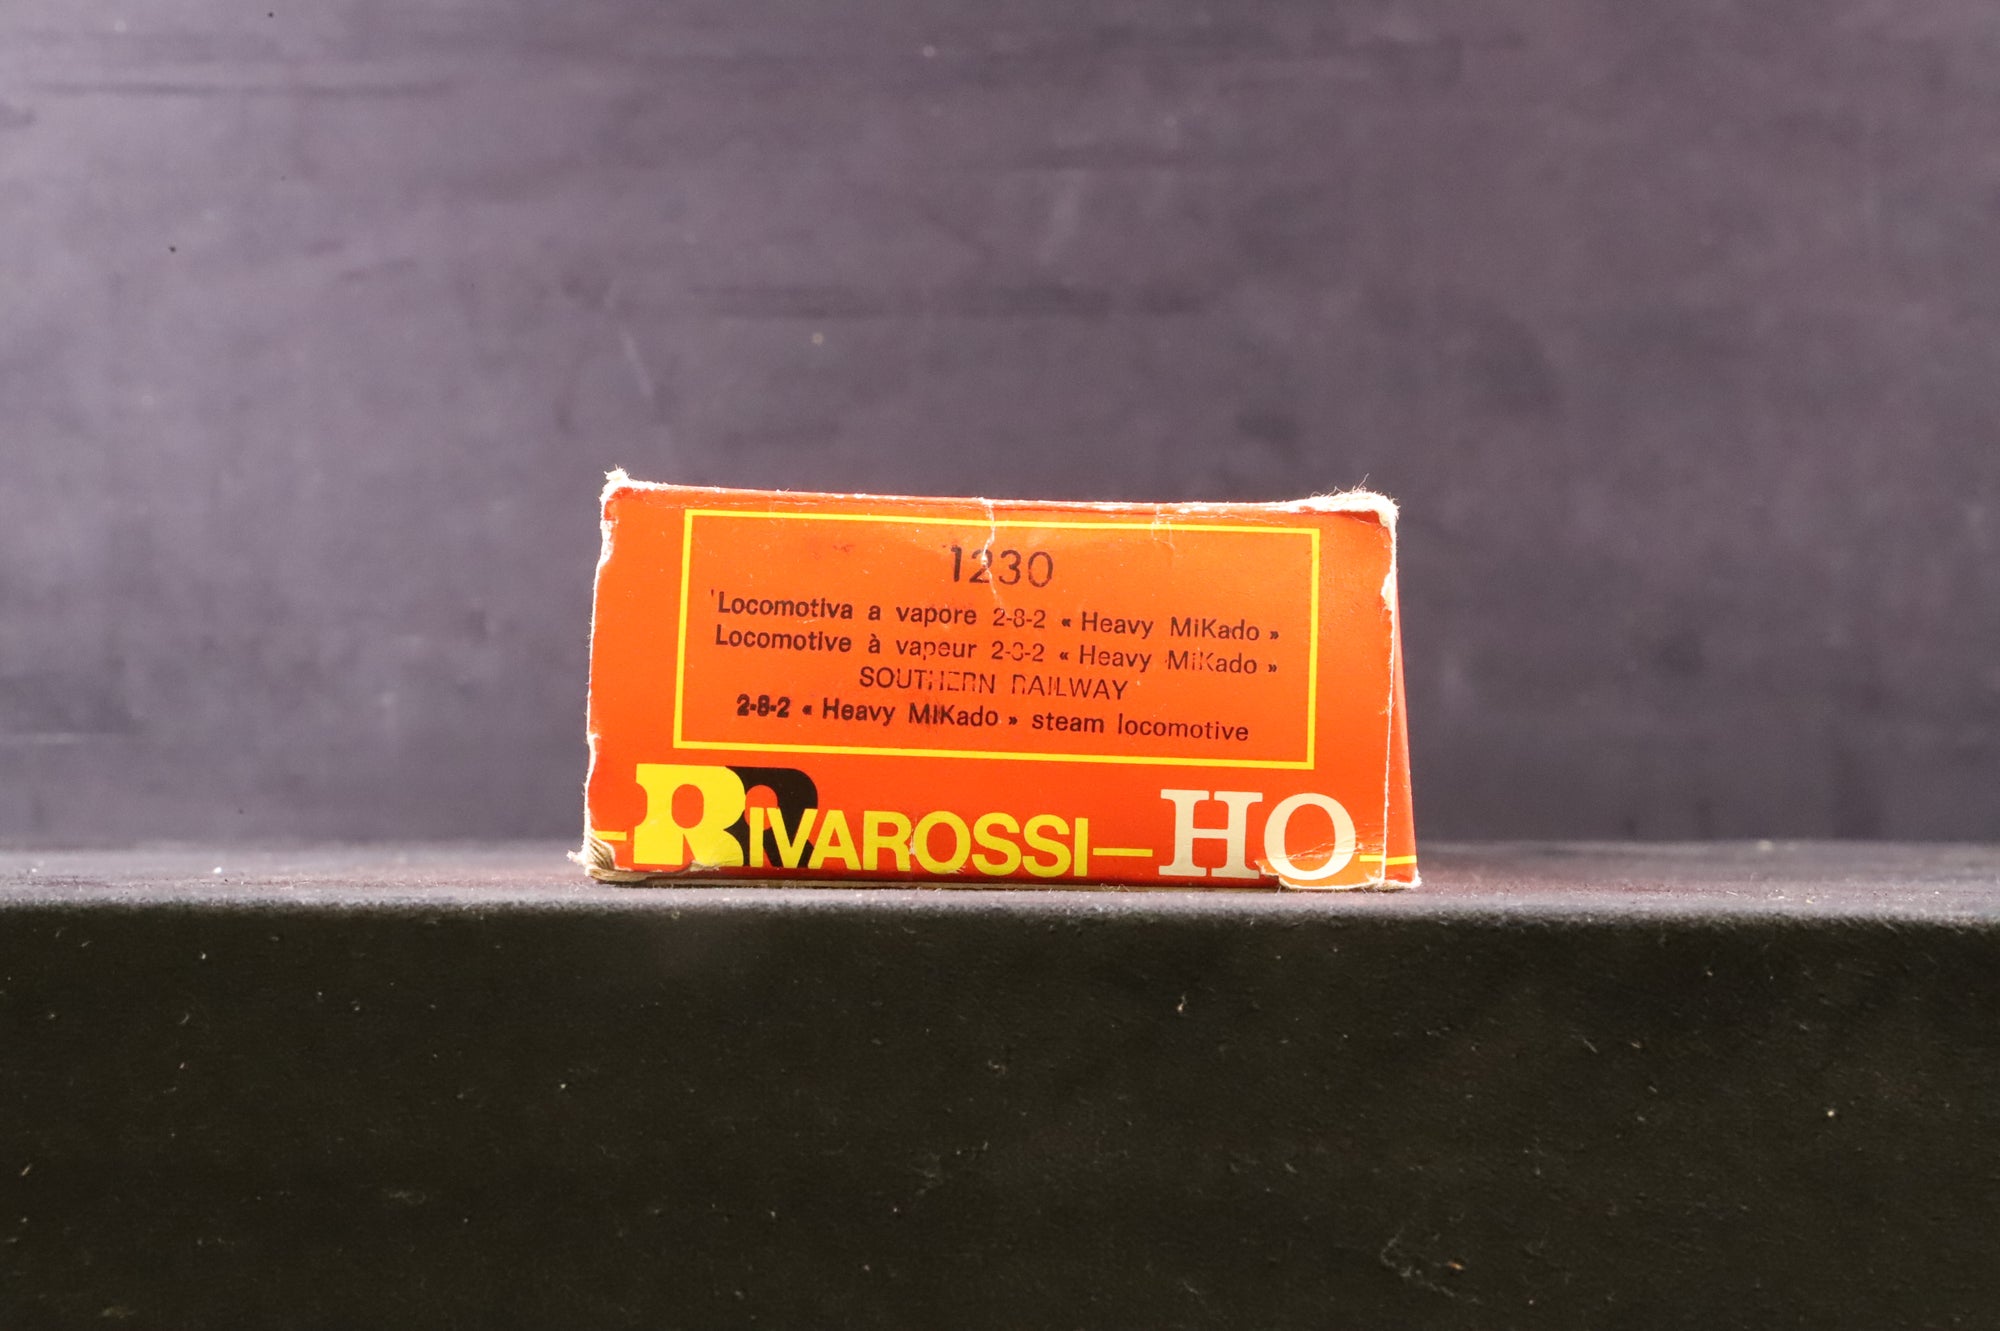 1230
Locomotiva a vapore 2-8-2 « Heavy MiKado »
Locomotive à vapeur 2-8-2 « Heavy MiKado »
SOUTHERN RAILWAY
2-8-2 « Heavy MiKado » steam locomotive
RIVAROSSI HO